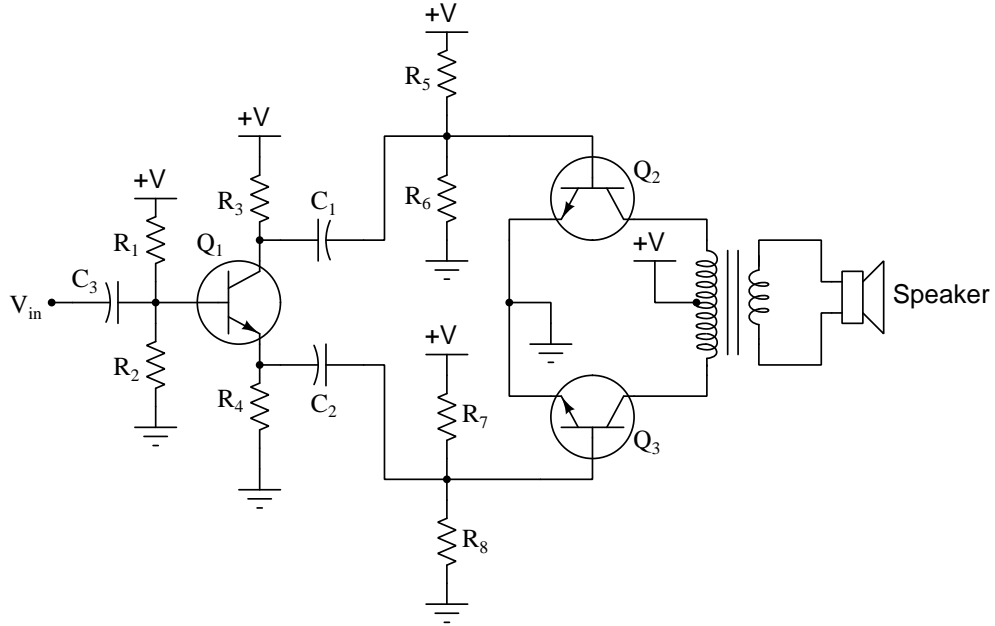 +V
R5
+V
R3
+V
R1
C1
Q2
R6
Q1
+V
C3
Vin
Speaker
R2
+V
R4
C2
R7
Q3
R8